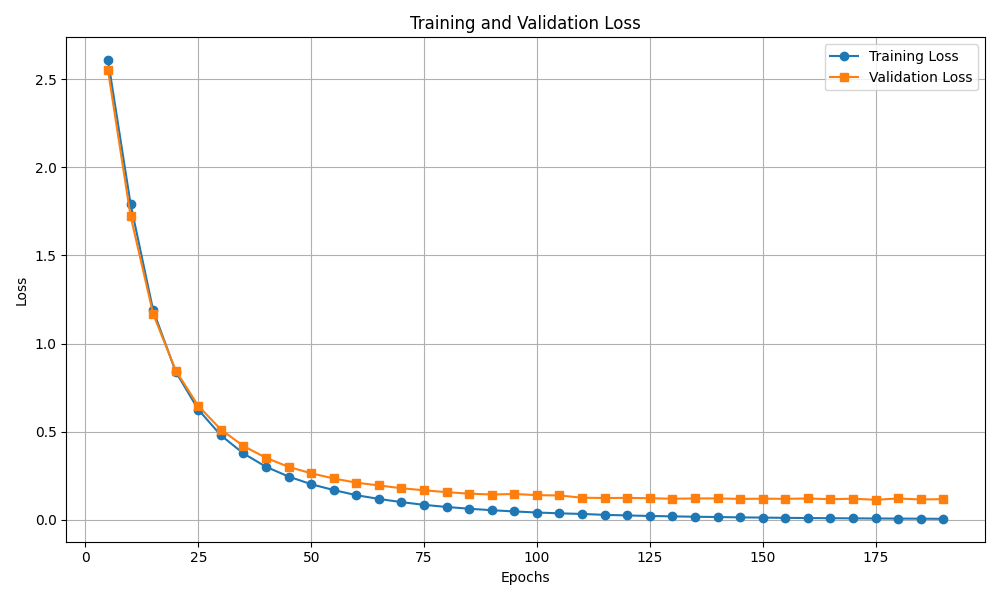 Training and Validation Loss
Training Loss
Validation Loss
2.5
2.0
1.5
1.0
0.5
0.0
Loss
0 25 50 75 100 125 150 175
Epochs